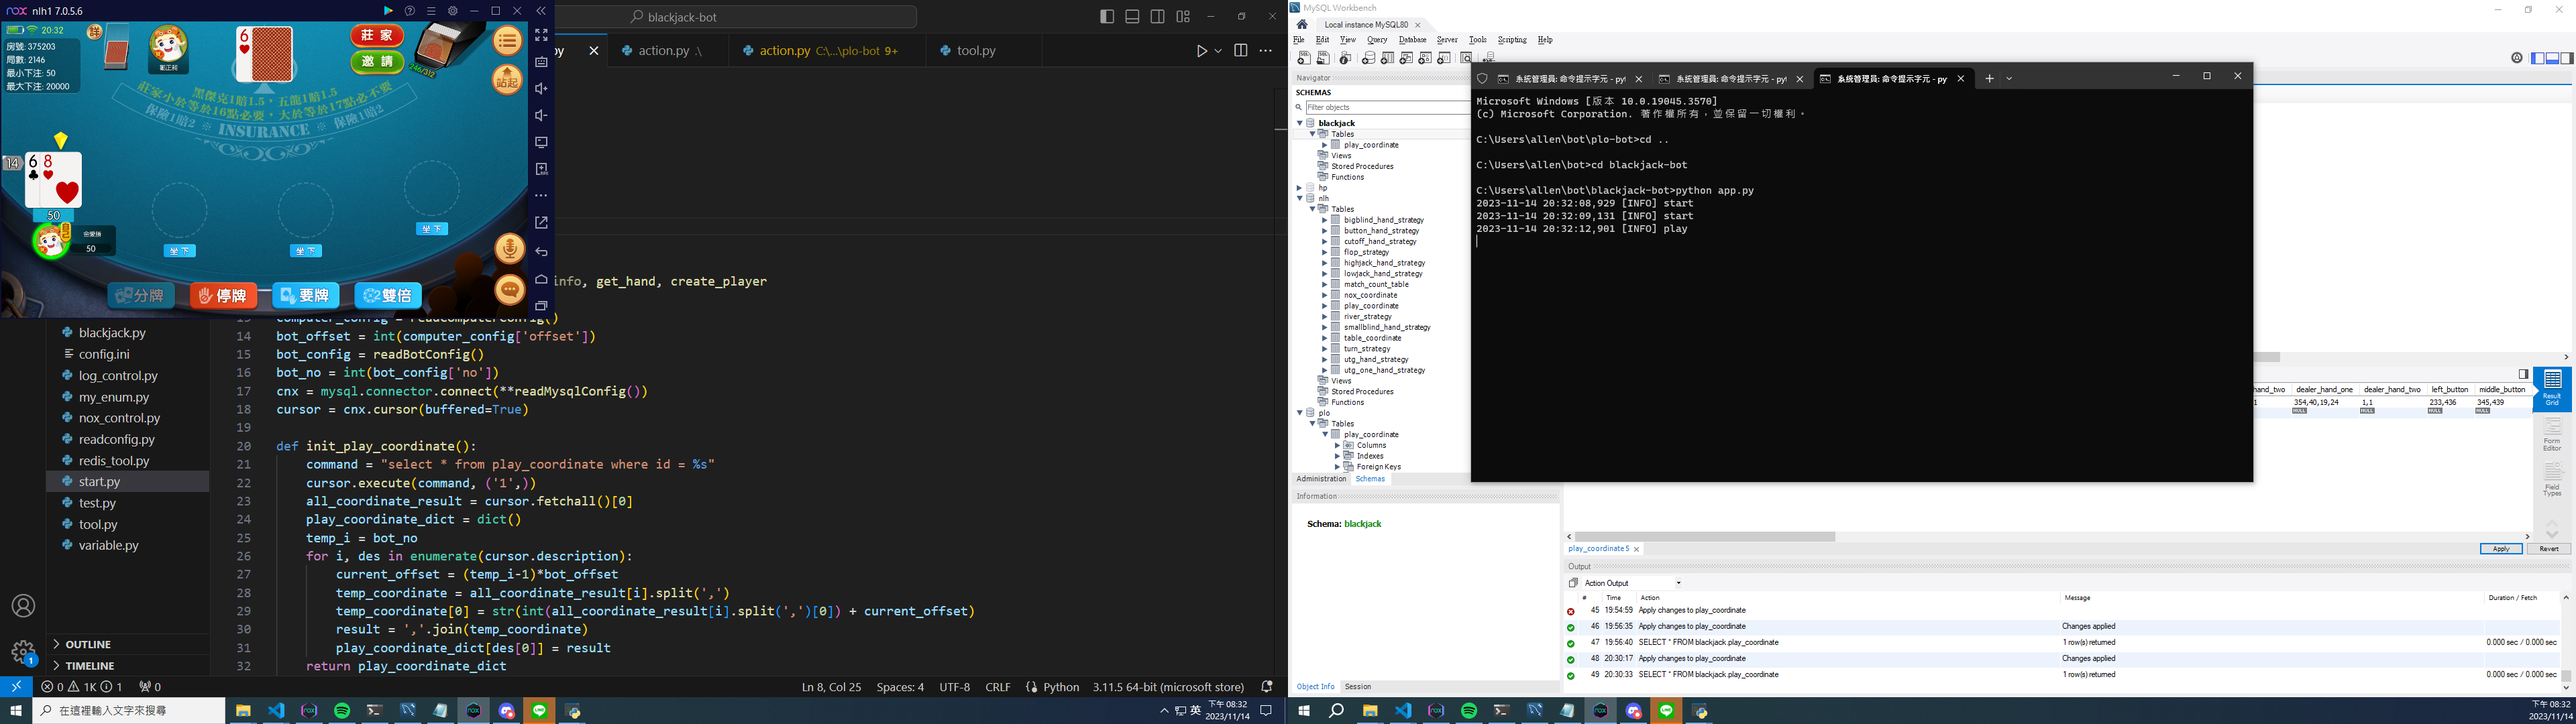 nox nlh1 7.0.5.6
20:32
房號: 375203
局數: 2146
最小下注: 50
最大下注: 20000
莊 家
邀 請
246/312
站起
黑傑克1賠1.5，五龍1賠1.5
莊家小於等於16點必要，大於等於17點必不要
保險1賠2 INSURANCE 保險1賠2
6
14
6 8
50
自己
50
坐 下
坐 下
坐 下
分牌
停牌
要牌
雙倍
blackjack-bot
action.py .\
action.py C:\...\plo-bot 9+
tool.py
info, get_hand, create_player
13 computer_config = readComputerConfig()
14 bot_offset = int(computer_config['offset'])
15 bot_config = readBotConfig()
16 bot_no = int(bot_config['no'])
17 cnx = mysql.connector.connect(**readMysqlConfig())
18 cursor = cnx.cursor(buffered=True)
19
20 def init_play_coordinate():
21 command = "select * from play_coordinate where id = %s"
22 cursor.execute(command, ('1',))
23 all_coordinate_result = cursor.fetchall()[0]
24 play_coordinate_dict = dict()
25 temp_i = bot_no
26 for i, des in enumerate(cursor.description):
27 current_offset = (temp_i-1)*bot_offset
28 temp_coordinate = all_coordinate_result[i].split(',')
29 temp_coordinate[0] = str(int(all_coordinate_result[i].split(',')[0]) + current_offset)
30 result = ','.join(temp_coordinate)
31 play_coordinate_dict[des[0]] = result
32 return play_coordinate_dict
blackjack.py
config.ini
log_control.py
my_enum.py
nox_control.py
readconfig.py
redis_tool.py
start.py
test.py
tool.py
variable.py
OUTLINE
TIMELINE
1
0 1K 1 0
Ln 8, Col 25 Spaces: 4 UTF-8 CRLF Python 3.11.5 64-bit (microsoft store)
在這裡輸入文字來搜尋
英
下午 08:32
2023/11/14
MySQL Workbench
Local instance MySQL80
File Edit View Query Database Server Tools Scripting Help
Navigator
SCHEMAS
Filter objects
blackjack
Tables
play_coordinate
Views
Stored Procedures
Functions
hp
nlh
Tables
bigblind_hand_strategy
button_hand_strategy
cutoff_hand_strategy
flop_strategy
highjack_hand_strategy
lowjack_hand_strategy
match_count_table
nox_coordinate
play_coordinate
river_strategy
smallblind_hand_strategy
table_coordinate
turn_strategy
utg_hand_strategy
utg_one_hand_strategy
Views
Stored Procedures
Functions
plo
Tables
play_coordinate
Columns
Indexes
Foreign Keys
Administration Schemas
Information
Schema: blackjack
Object Info Session
系統管理員: 命令提示字元 - pyt
系統管理員: 命令提示字元 - pyt
系統管理員: 命令提示字元 - py
Microsoft Windows [版本 10.0.19045.3570]
(c) Microsoft Corporation. 著作權所有，並保留一切權利。
C:\Users\allen\bot\plo-bot>cd ..
C:\Users\allen\bot>cd blackjack-bot
C:\Users\allen\bot\blackjack-bot>python app.py
2023-11-14 20:32:08,929 [INFO] start
2023-11-14 20:32:09,131 [INFO] start
2023-11-14 20:32:12,901 [INFO] play
hand_two dealer_hand_one dealer_hand_two left_button middle_button
1 354,40,19,24 1,1 233,436 345,439
NULL NULL NULL NULL
Result Grid
Form Editor
Field Types
play_coordinate 5
Apply Revert
Output
Action Output
# Time Action Message Duration / Fetch
45 19:54:59 Apply changes to play_coordinate
46 19:56:35 Apply changes to play_coordinate Changes applied
47 19:56:40 SELECT * FROM blackjack.play_coordinate 1 row(s) returned 0.000 sec / 0.000 sec
48 20:30:17 Apply changes to play_coordinate Changes applied
49 20:30:33 SELECT * FROM blackjack.play_coordinate 1 row(s) returned 0.000 sec / 0.000 sec
下午 08:32
2023/11/14